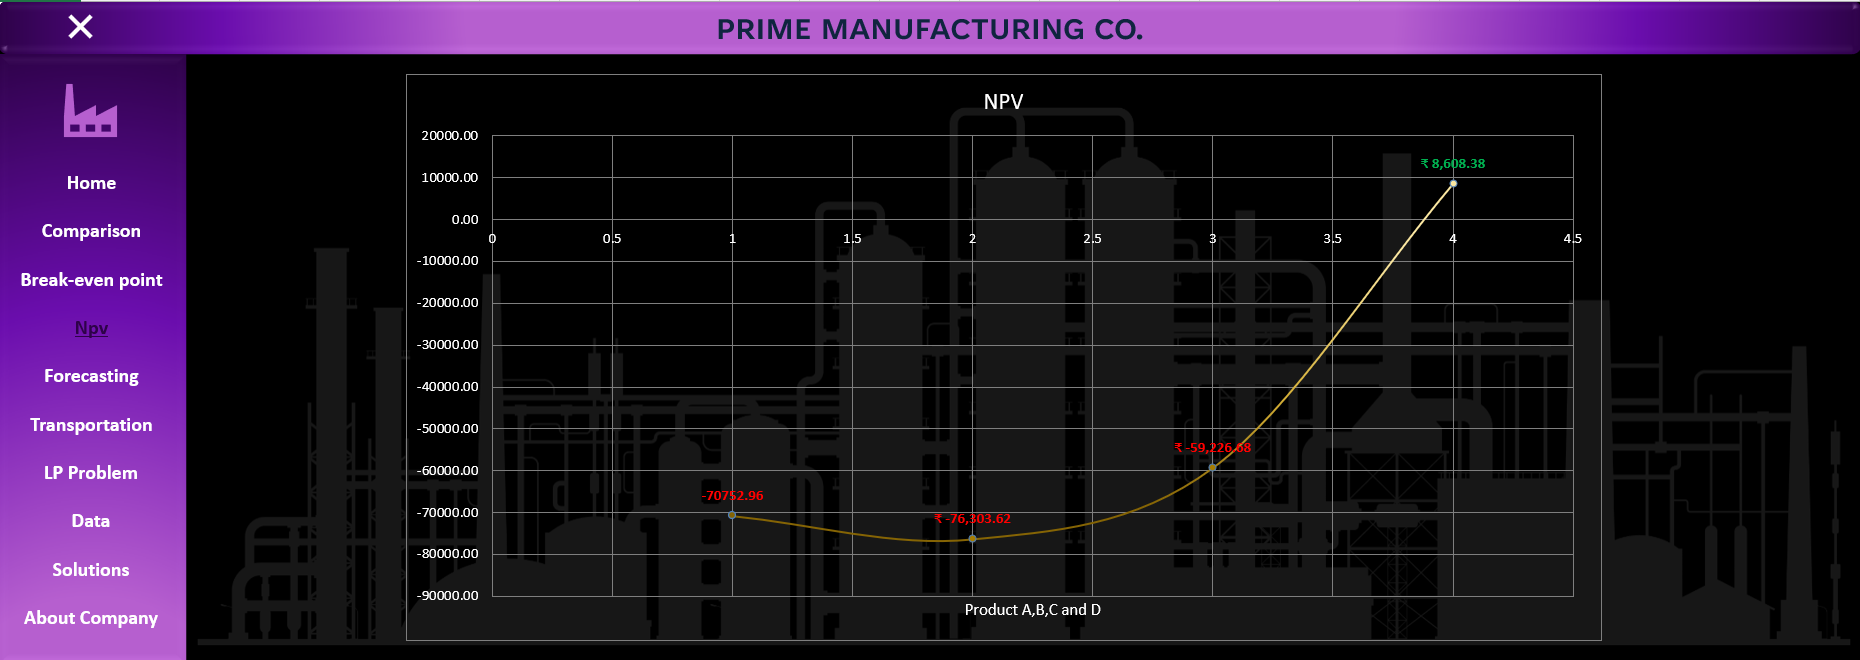 PRIME MANUFACTURING CO.
Home
Comparison
Break-even point
Npv
Forecasting
Transportation
LP Problem
Data
Solutions
About Company
NPV
20000.00
10000.00
0.00
-10000.00
-20000.00
-30000.00
-40000.00
-50000.00
-60000.00
-70000.00
-80000.00
-90000.00
0 0.5 1 1.5 2 2.5 3 3.5 4 4.5
-70752.96
₹ -76,303.62
₹ -59,226.68
₹ 8,608.38
Product A,B,C and D